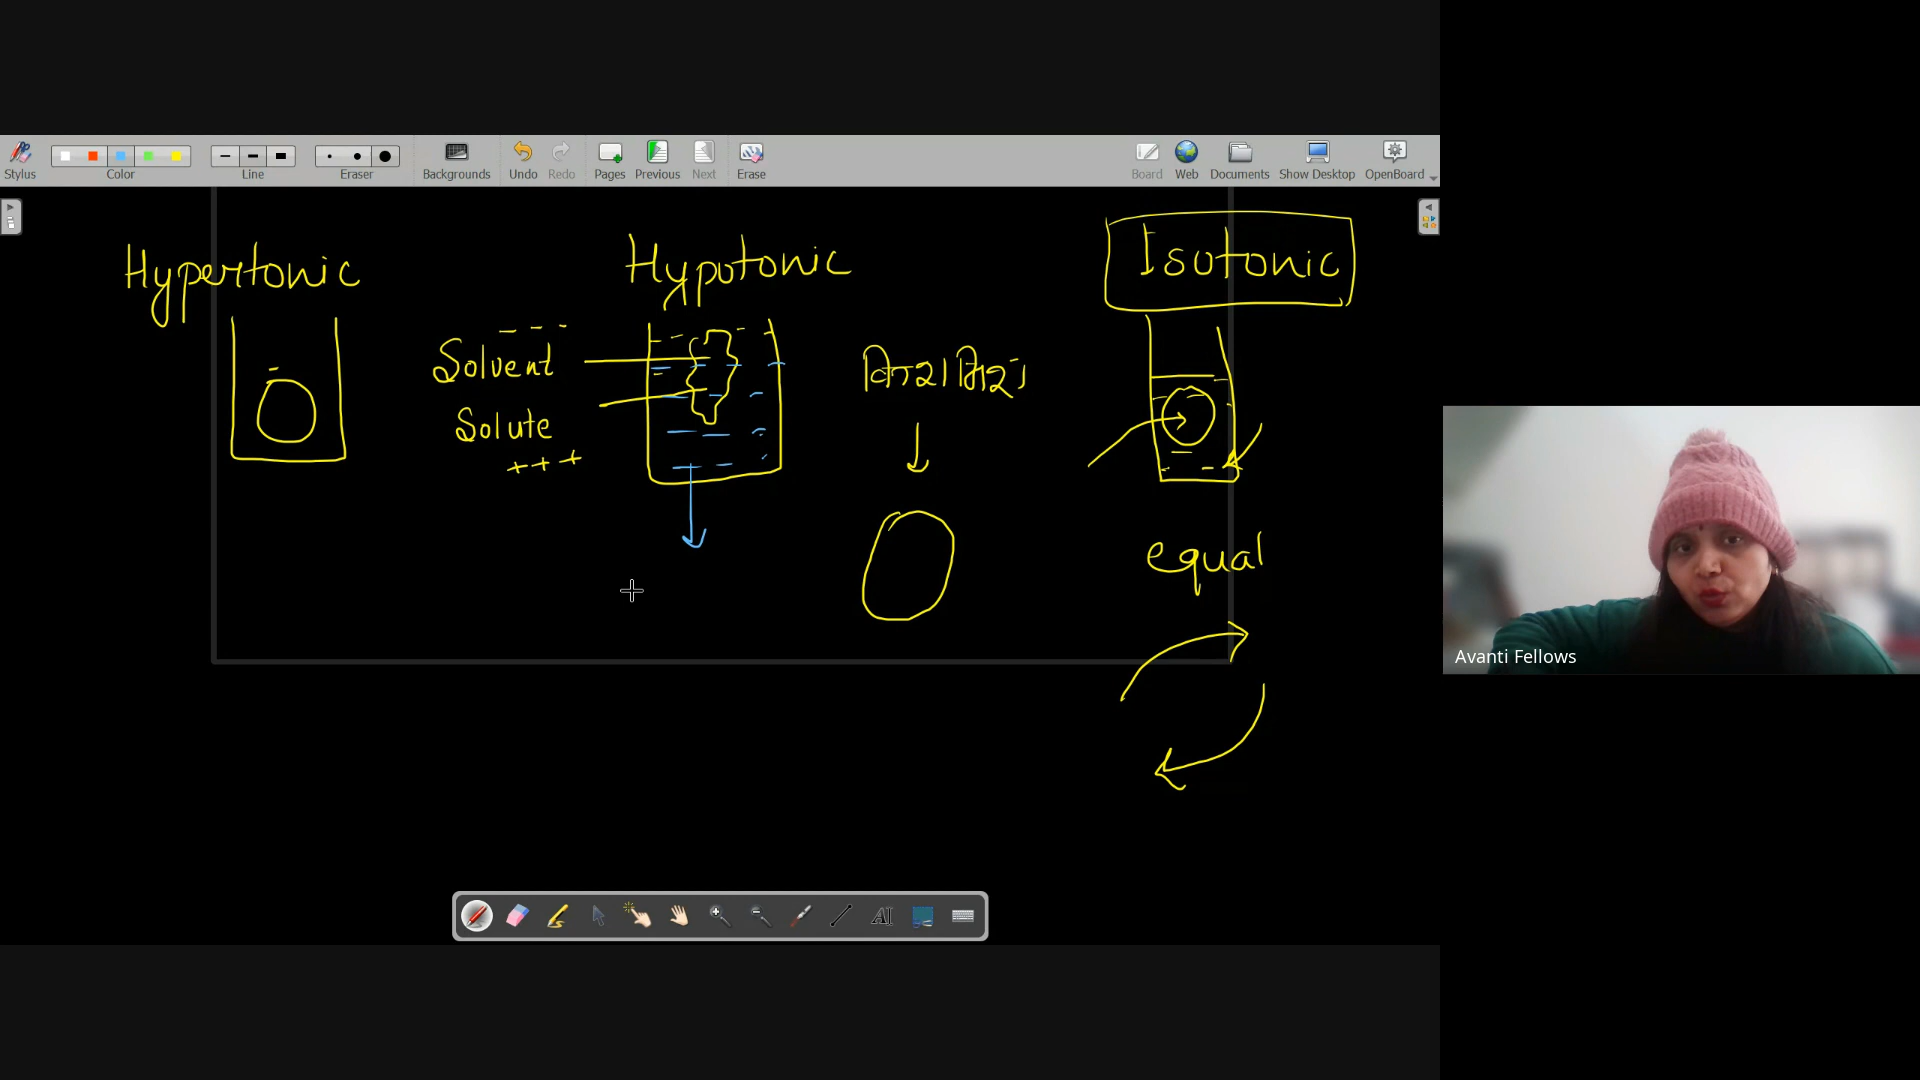 Stylus
Color
Line
Eraser
Backgrounds
Undo
Redo
Pages
Previous
Next
Erase
Board
Web
Documents
Show Desktop
OpenBoard
Hypertonic
Hypotonic
Isotonic
Solvent
Solute
+++
equal
Avanti Fellows